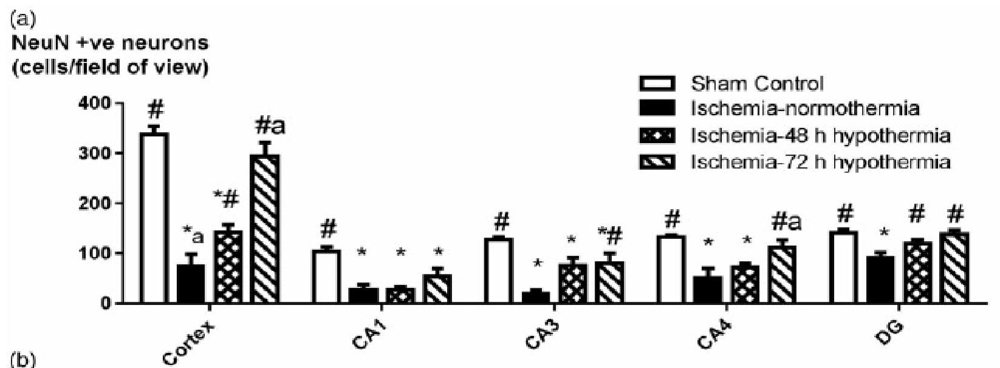 (a)
NeuN +ve neurons
(cells/field of view)
Sham Control
Ischemia-normothermia
Ischemia-48 h hypothermia
Ischemia-72 h hypothermia
400
300
200
100
0
# *a *# #a
# * * *
# * * *#
# * * #a
# * # #
Cortex CA1 CA3 CA4 DG
(b)